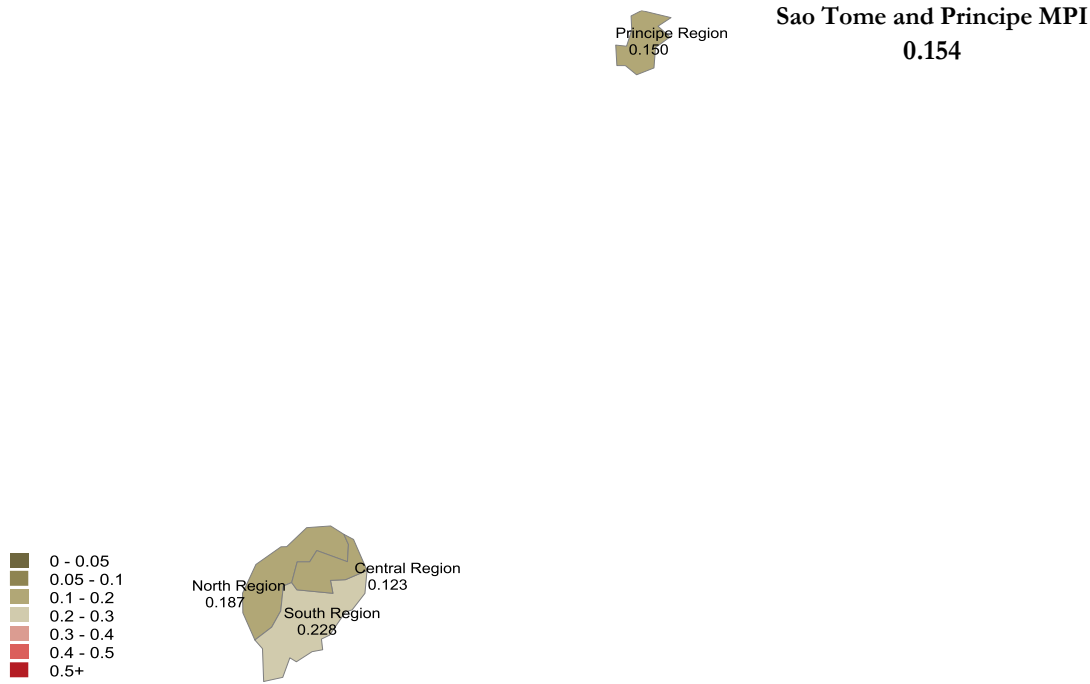 Sao Tome and Principe MPI
0.154
Principe Region
0.150
Central Region
0.123
North Region
0.187
South Region
0.228
0 - 0.05
0.05 - 0.1
0.1 - 0.2
0.2 - 0.3
0.3 - 0.4
0.4 - 0.5
0.5+